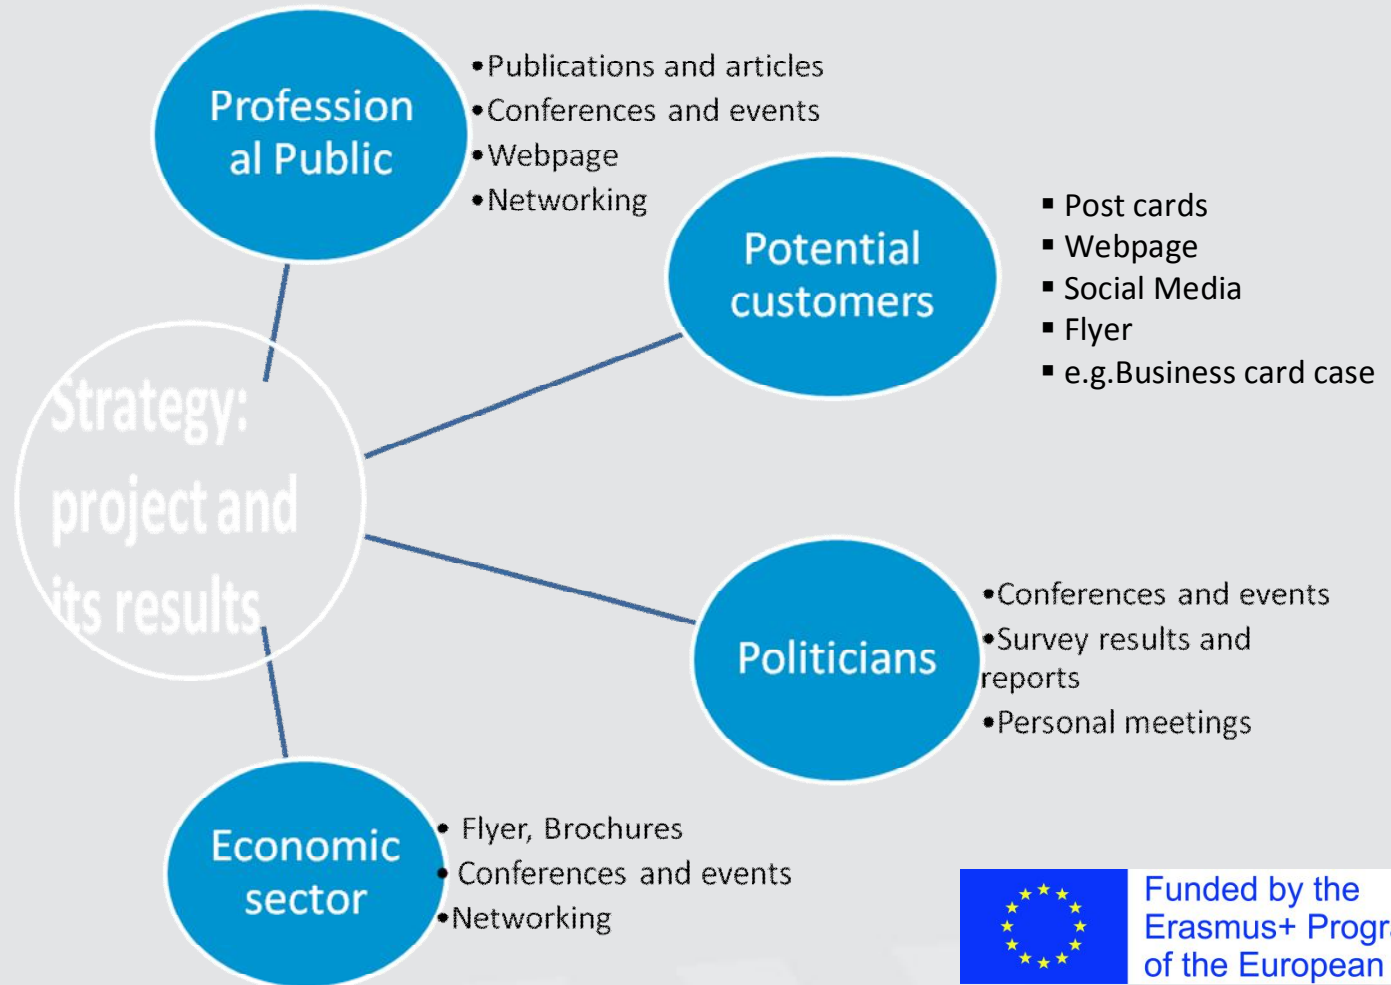 Profession
al Public
•Publications and articles
•Conferences and events
•Webpage
•Networking
Potential
customers
▪ Post cards
▪ Webpage
▪ Social Media
▪ Flyer
▪ e.g.Business card case
Strategy:
project and
its results
Politicians
•Conferences and events
•Survey results and
reports
•Personal meetings
Economic
sector
• Flyer, Brochures
• Conferences and events
•Networking
Funded by the
Erasmus+ Progra
of the European